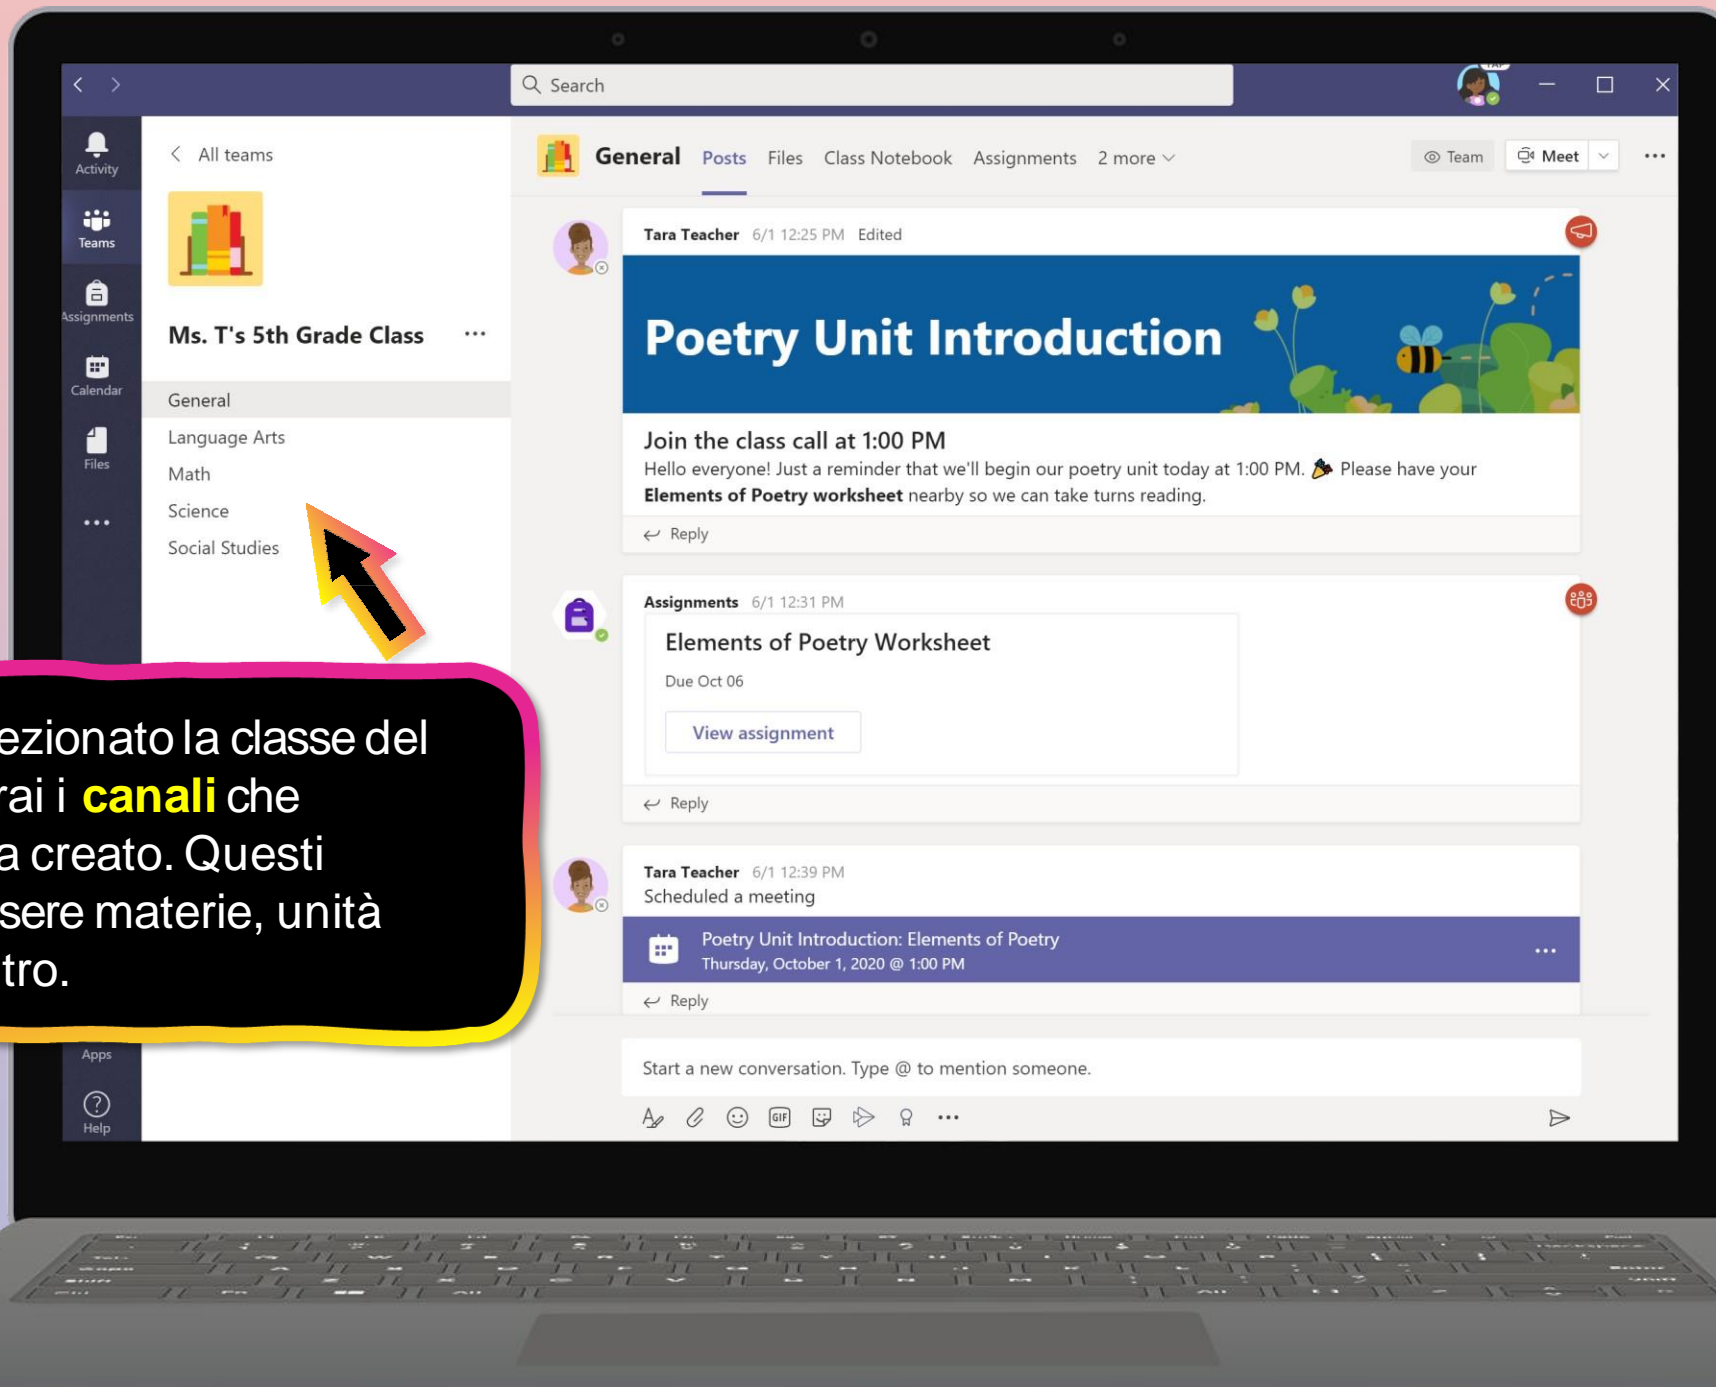 Search
TAP
Activity
Teams
Assignments
Calendar
Files
Apps
Help
All teams
Ms. T's 5th Grade Class
General
Language Arts
Math
Science
Social Studies
General Posts Files Class Notebook Assignments 2 more
Team Meet
Tara Teacher 6/1 12:25 PM Edited
Poetry Unit Introduction
Join the class call at 1:00 PM
Hello everyone! Just a reminder that we'll begin our poetry unit today at 1:00 PM. 🎉 Please have your
Elements of Poetry worksheet nearby so we can take turns reading.
Reply
Assignments 6/1 12:31 PM
Elements of Poetry Worksheet
Due Oct 06
View assignment
Reply
Tara Teacher 6/1 12:39 PM
Scheduled a meeting
Poetry Unit Introduction: Elements of Poetry
Thursday, October 1, 2020 @ 1:00 PM
Reply
Start a new conversation. Type @ to mention someone.
GIF
ezionato la classe del
rai i canali che
a creato. Questi
sere materie, unità
tro.